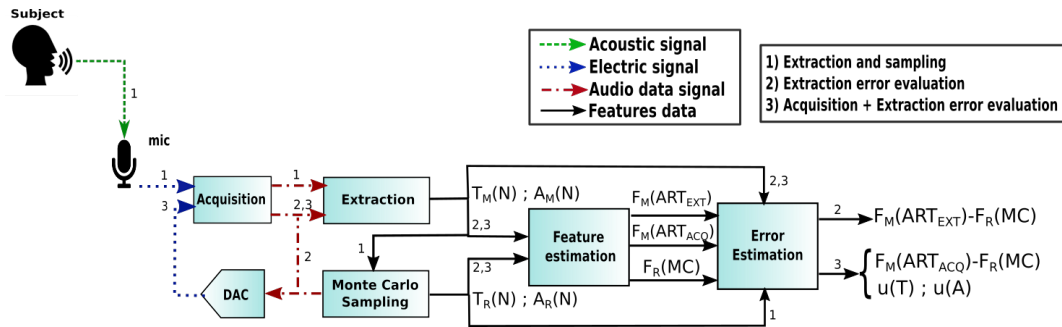 Subject
Acoustic signal
Electric signal
Audio data signal
Features data
1) Extraction and sampling
2) Extraction error evaluation
3) Acquisition + Extraction error evaluation
1
mic
1
3
Acquisition
1
2,3
Extraction
T_M(N) ; A_M(N)
2,3
2,3
1
2
2,3
Feature estimation
F_M(ART_EXT)
F_M(ART_ACQ)
F_R(MC)
Error Estimation
2
F_M(ART_EXT)-F_R(MC)
3
F_M(ART_ACQ)-F_R(MC)
u(T) ; u(A)
DAC
Monte Carlo
Sampling
T_R(N) ; A_R(N)
1